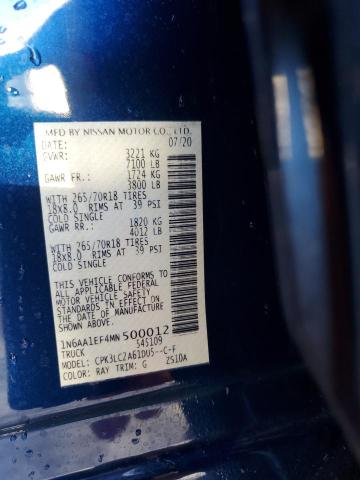 MFD BY NISSAN MOTOR CO., LTD.
DATE: 07/20
GVWR: 3221 KG
7100 LB
GAWR FR.: 1724 KG
3800 LB
WITH 265/70R18 TIRES
18x8.0 RIMS AT 39 PSI
COLD SINGLE
GAWR RR.: 1820 KG
4012 LB
WITH 265/70R18 TIRES
18x8.0 RIMS AT 39 PSI
COLD SINGLE
THIS VEHICLE CONFORMS TO
ALL APPLICABLE FEDERAL
MOTOR VEHICLE SAFETY
STANDARDS IN EFFECT ON
THE DATE OF MANUFACTURE
SHOWN ABOVE.
1N6AA1EF4MN500012
TRUCK 545109
MODEL: CPK3LCZA61DU5--C-F
COLOR: RAY TRIM: G Z51DA